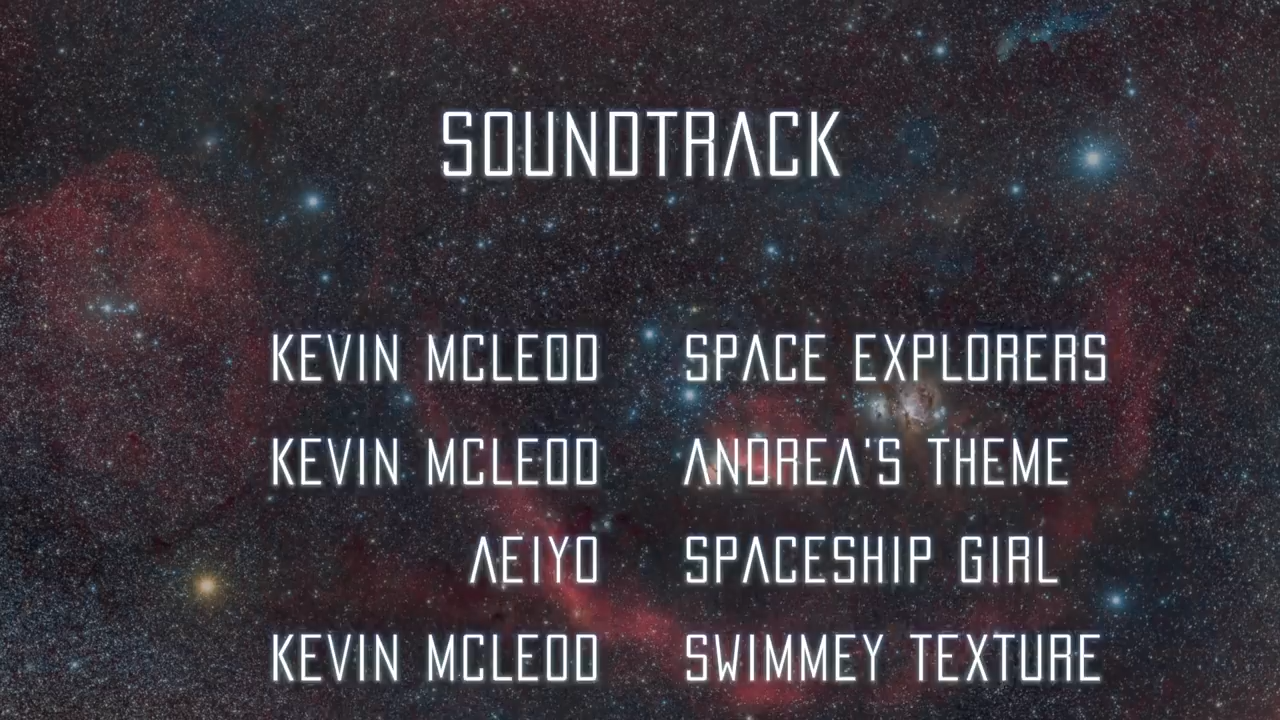 SOUNDTRACK
KEVIN MCLEOD SPACE EXPLORERS
KEVIN MCLEOD ANDREA'S THEME
AEIYO SPACESHIP GIRL
KEVIN MCLEOD SWIMMEY TEXTURE